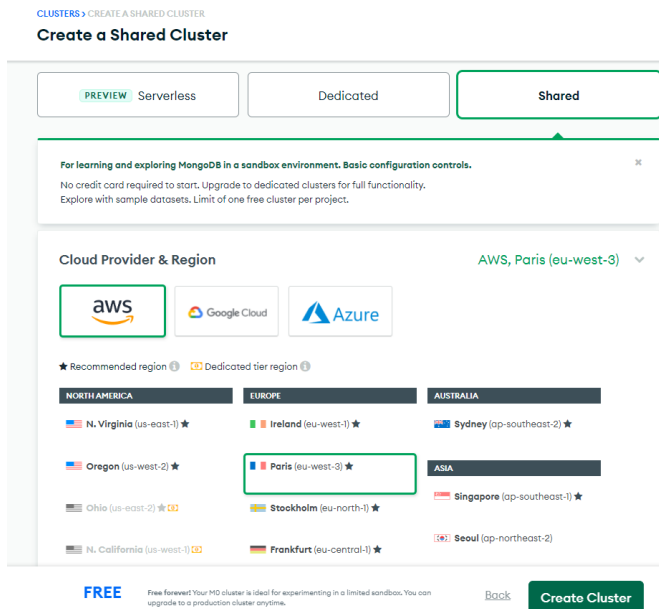 CLUSTERS > CREATE A SHARED CLUSTER
Create a Shared Cluster
PREVIEW Serverless
Dedicated
Shared
For learning and exploring MongoDB in a sandbox environment. Basic configuration controls.
No credit card required to start. Upgrade to dedicated clusters for full functionality.
Explore with sample datasets. Limit of one free cluster per project.
Cloud Provider & Region
AWS, Paris (eu-west-3)
aws
Google Cloud
Azure
★ Recommended region
Dedicated tier region
NORTH AMERICA
N. Virginia (us-east-1) ★
Oregon (us-west-2) ★
Ohio (us-east-2) ★
N. California (us-west-1)
EUROPE
Ireland (eu-west-1) ★
Paris (eu-west-3) ★
Stockholm (eu-north-1) ★
Frankfurt (eu-central-1) ★
AUSTRALIA
Sydney (ap-southeast-2) ★
ASIA
Singapore (ap-southeast-1) ★
Seoul (ap-northeast-2)
FREE
Free forever! Your M0 cluster is ideal for experimenting in a limited sandbox. You can
upgrade to a production cluster anytime.
Back
Create Cluster